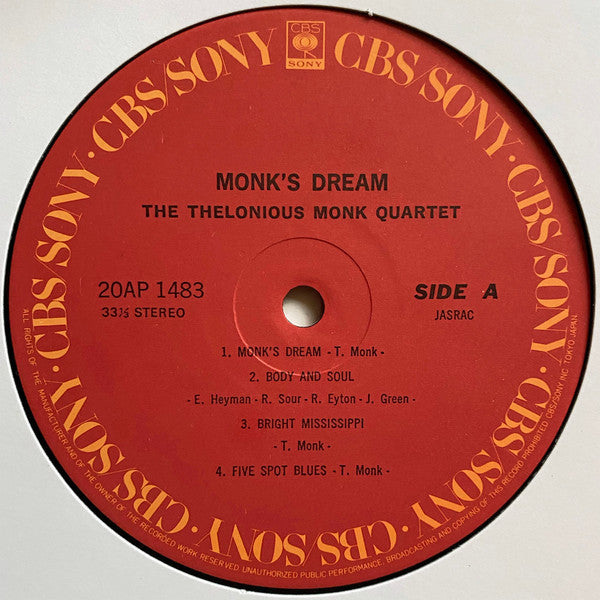 CBS
SONY
CBS/SONY · CBS/SONY · CBS/SONY · CBS/SONY · CBS/SONY · CBS/SONY · CBS/SONY · CBS/SONY
MONK'S DREAM
THE THELONIOUS MONK QUARTET
20AP 1483
33⅓ STEREO
SIDE A
JASRAC
1. MONK'S DREAM - T. Monk -
2. BODY AND SOUL
- E. Heyman - R. Sour - R. Eyton - J. Green -
3. BRIGHT MISSISSIPPI
- T. Monk -
4. FIVE SPOT BLUES - T. Monk -
ALL RIGHTS OF THE MANUFACTURER AND OF THE OWNER OF THE RECORDED WORK RESERVED UNAUTHORIZED PUBLIC PERFORMANCE, BROADCASTING AND COPYING OF THIS RECORD PROHIBITED CBS/SONY INC. TOKYO, JAPAN.